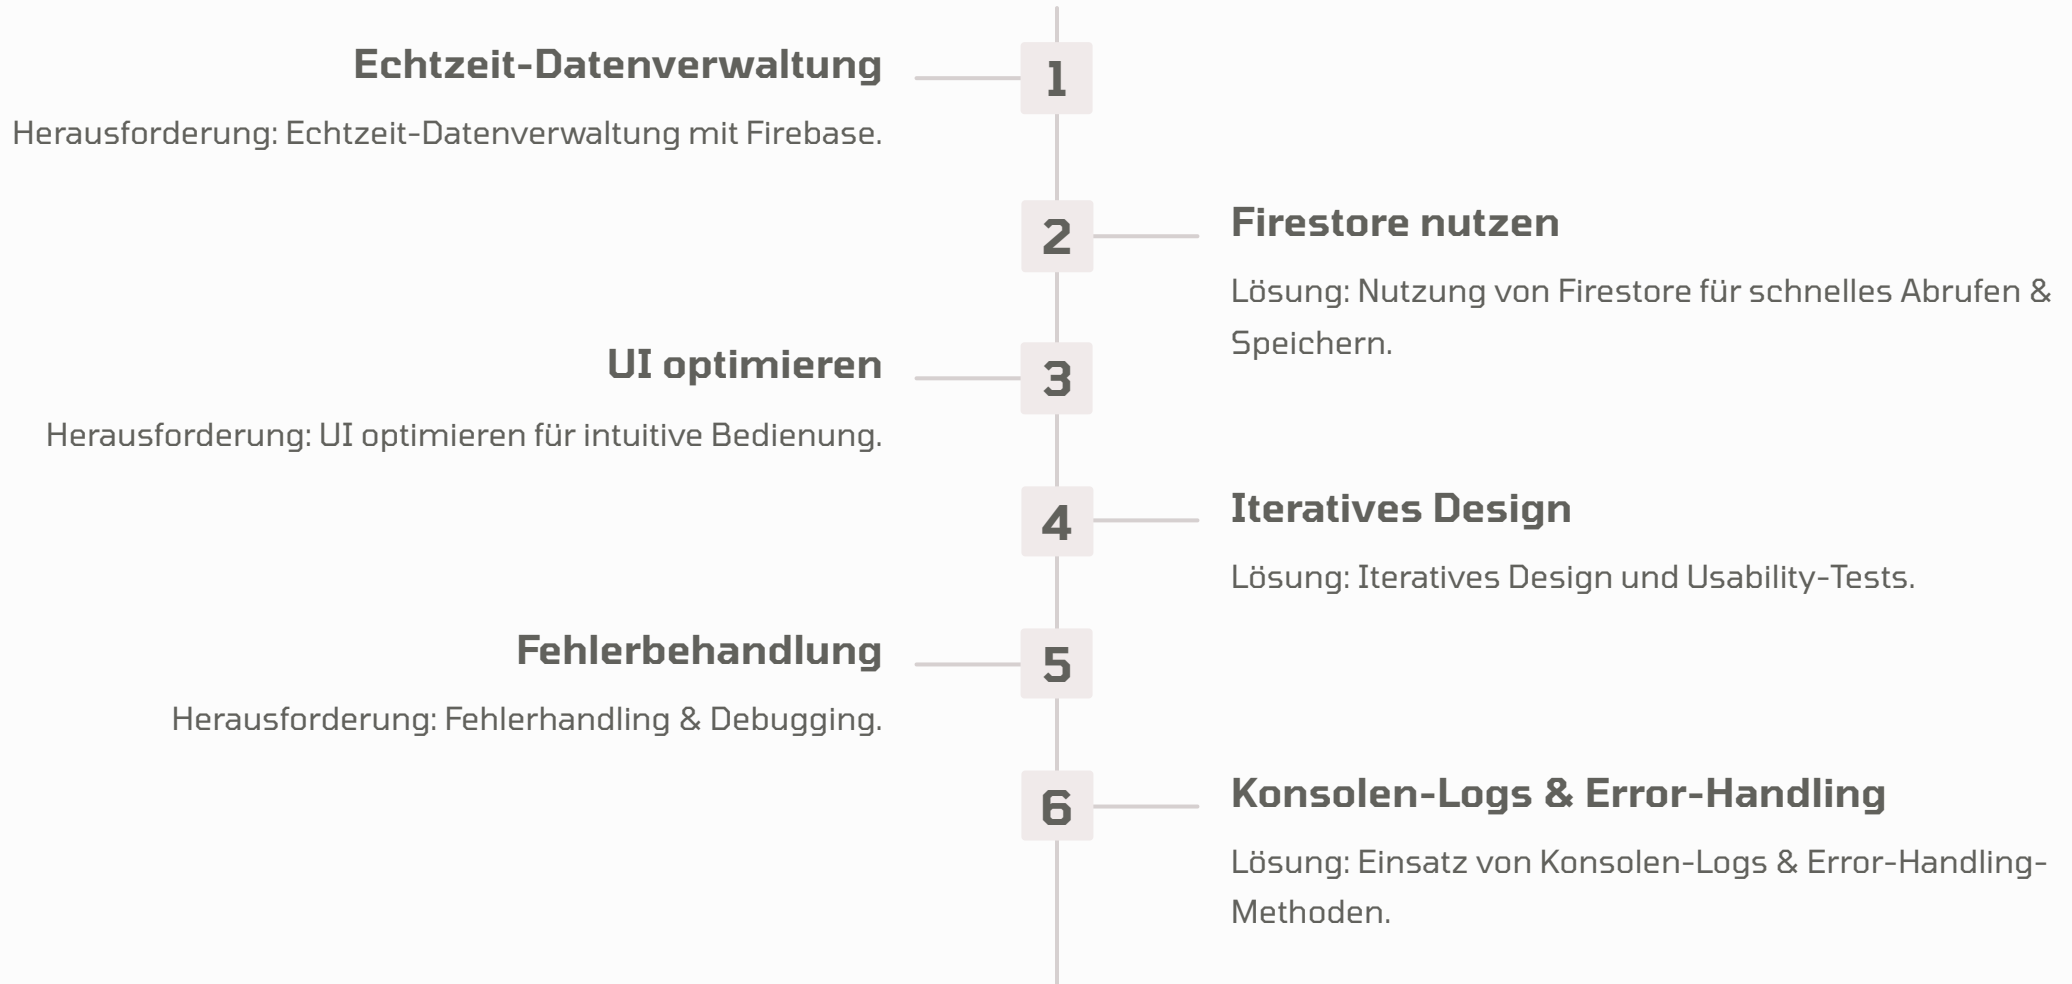 Echtzeit-Datenverwaltung
1
Herausforderung: Echtzeit-Datenverwaltung mit Firebase.
2
Firestore nutzen
Lösung: Nutzung von Firestore für schnelles Abrufen &
Speichern.
UI optimieren
3
Herausforderung: UI optimieren für intuitive Bedienung.
4
Iteratives Design
Lösung: Iteratives Design und Usability-Tests.
Fehlerbehandlung
5
Herausforderung: Fehlerhandling & Debugging.
6
Konsolen-Logs & Error-Handling
Lösung: Einsatz von Konsolen-Logs & Error-Handling-
Methoden.